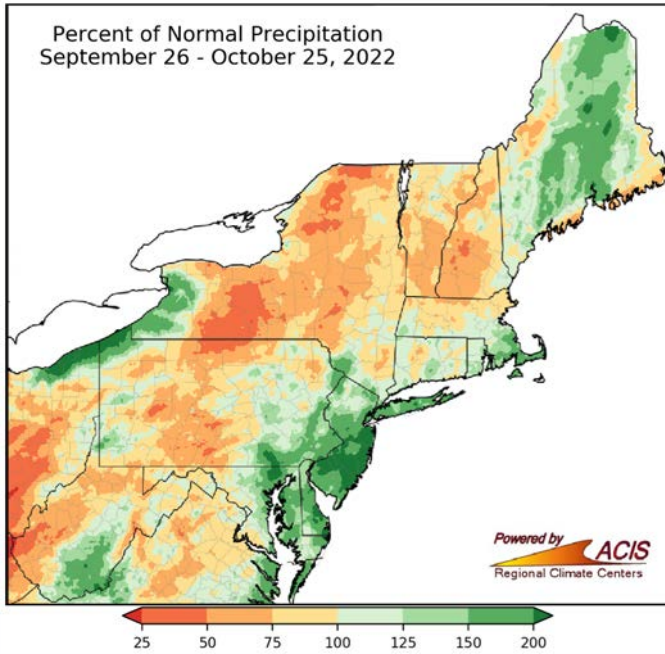 Percent of Normal Precipitation
September 26 - October 25, 2022
Powered by
ACIS
Regional Climate Centers
25 50 75 100 125 150 200